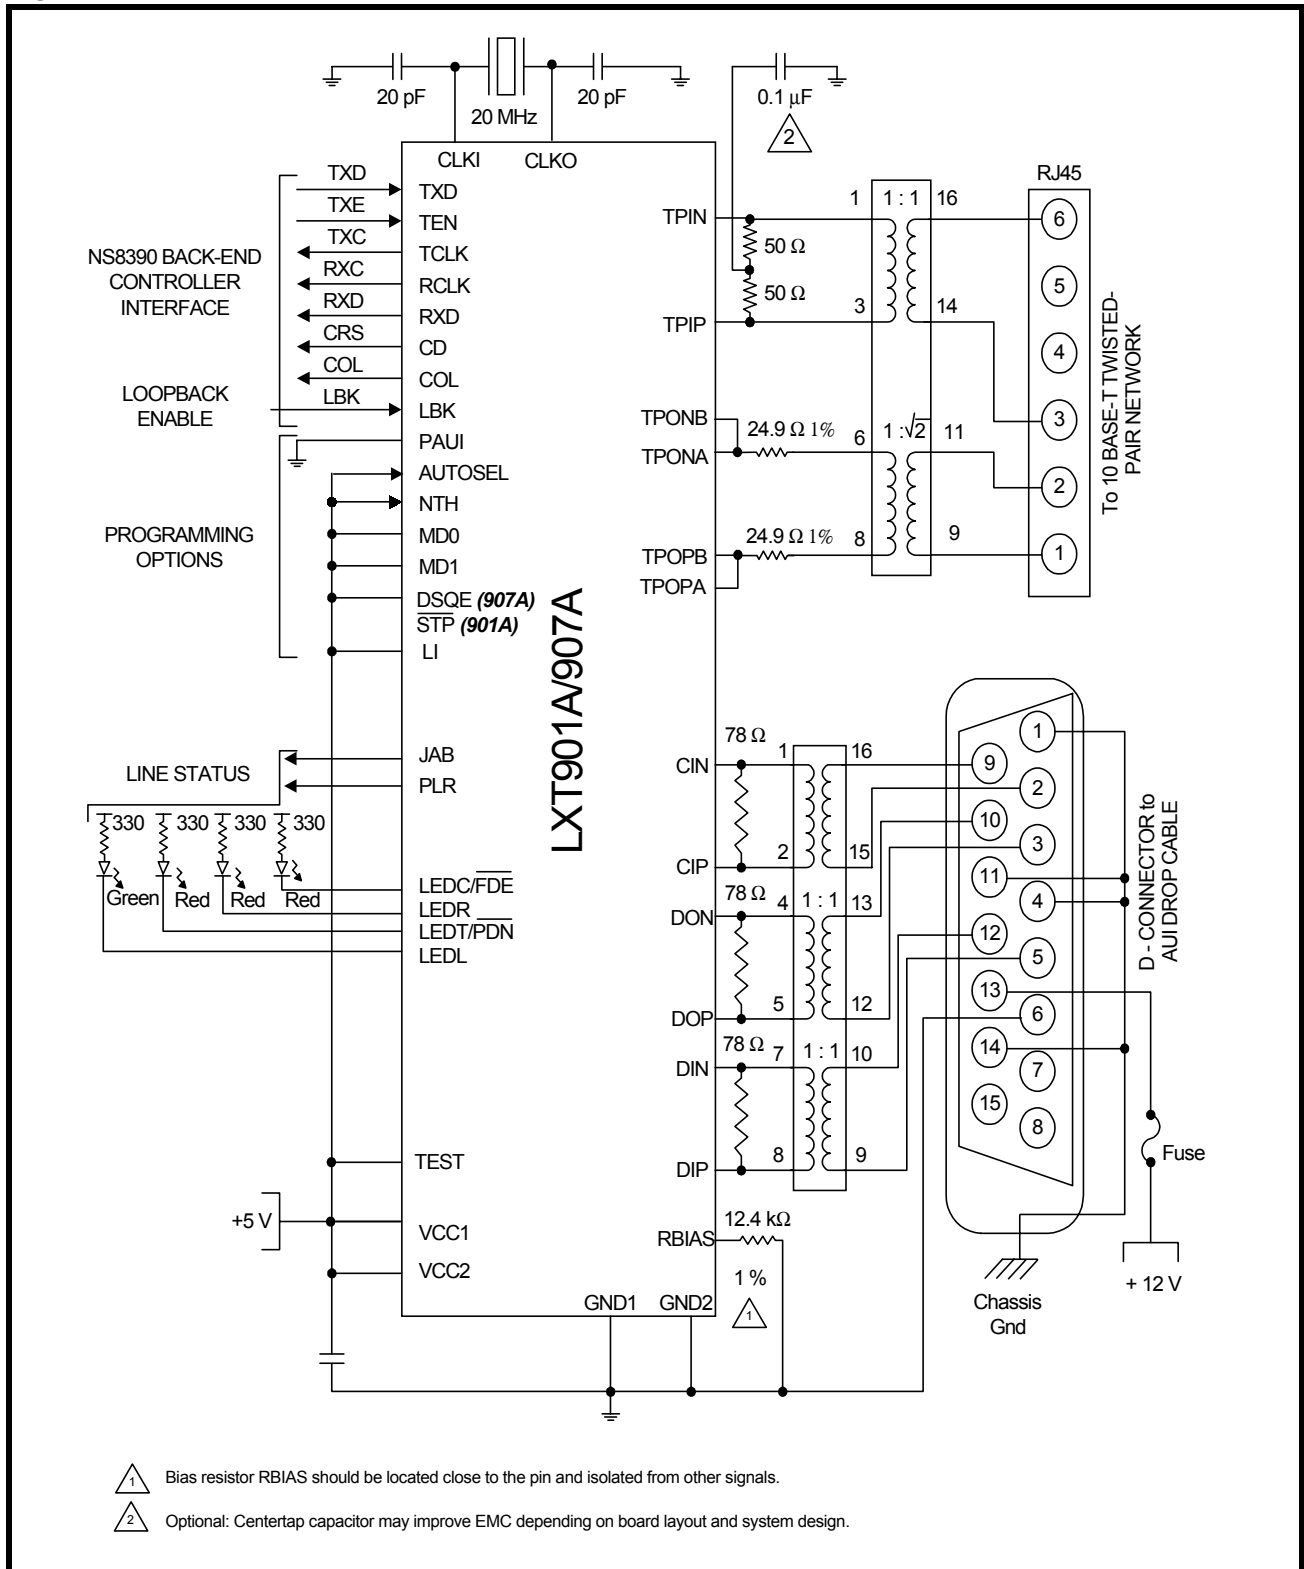 20 pF
20 MHz
20 pF
0.1 μF
2
CLKI
CLKO
RJ45
NS8390 BACK-END
CONTROLLER
INTERFACE
TXD
TXE
TXC
RXC
RXD
CRS
COL
LBK
LOOPBACK
ENABLE
TXD
TEN
TCLK
RCLK
RXD
CD
COL
LBK
PAUI
AUTOSEL
NTH
MD0
MD1
DSQE (907A)
STP (901A)
LI
PROGRAMMING
OPTIONS
LXT901A/907A
TPIN
TPIP
50 Ω
50 Ω
1
1 : 1
16
3
14
TPONB
TPONA
24.9 Ω 1%
6
1 :√2
11
TPOPB
TPOPA
24.9 Ω 1%
8
9
6
5
4
3
2
1
To 10 BASE-T TWISTED-
PAIR NETWORK
LINE STATUS
JAB
PLR
330
330
330
330
Green
Red
Red
Red
LEDC/FDE
LEDR
LEDT/PDN
LEDL
CIN
CIP
78 Ω
1
16
2
15
DON
DOP
78 Ω
4
1 : 1
13
5
12
DIN
DIP
78 Ω
7
1 : 1
10
8
9
1
9
2
10
3
11
4
12
5
13
6
14
7
15
8
D - CONNECTOR to
AUI DROP CABLE
Fuse
+ 12 V
Chassis
Gnd
TEST
+5 V
VCC1
VCC2
RBIAS
12.4 kΩ
1 %
1
GND1
GND2
1 Bias resistor RBIAS should be located close to the pin and isolated from other signals.
2 Optional: Centertap capacitor may improve EMC depending on board layout and system design.